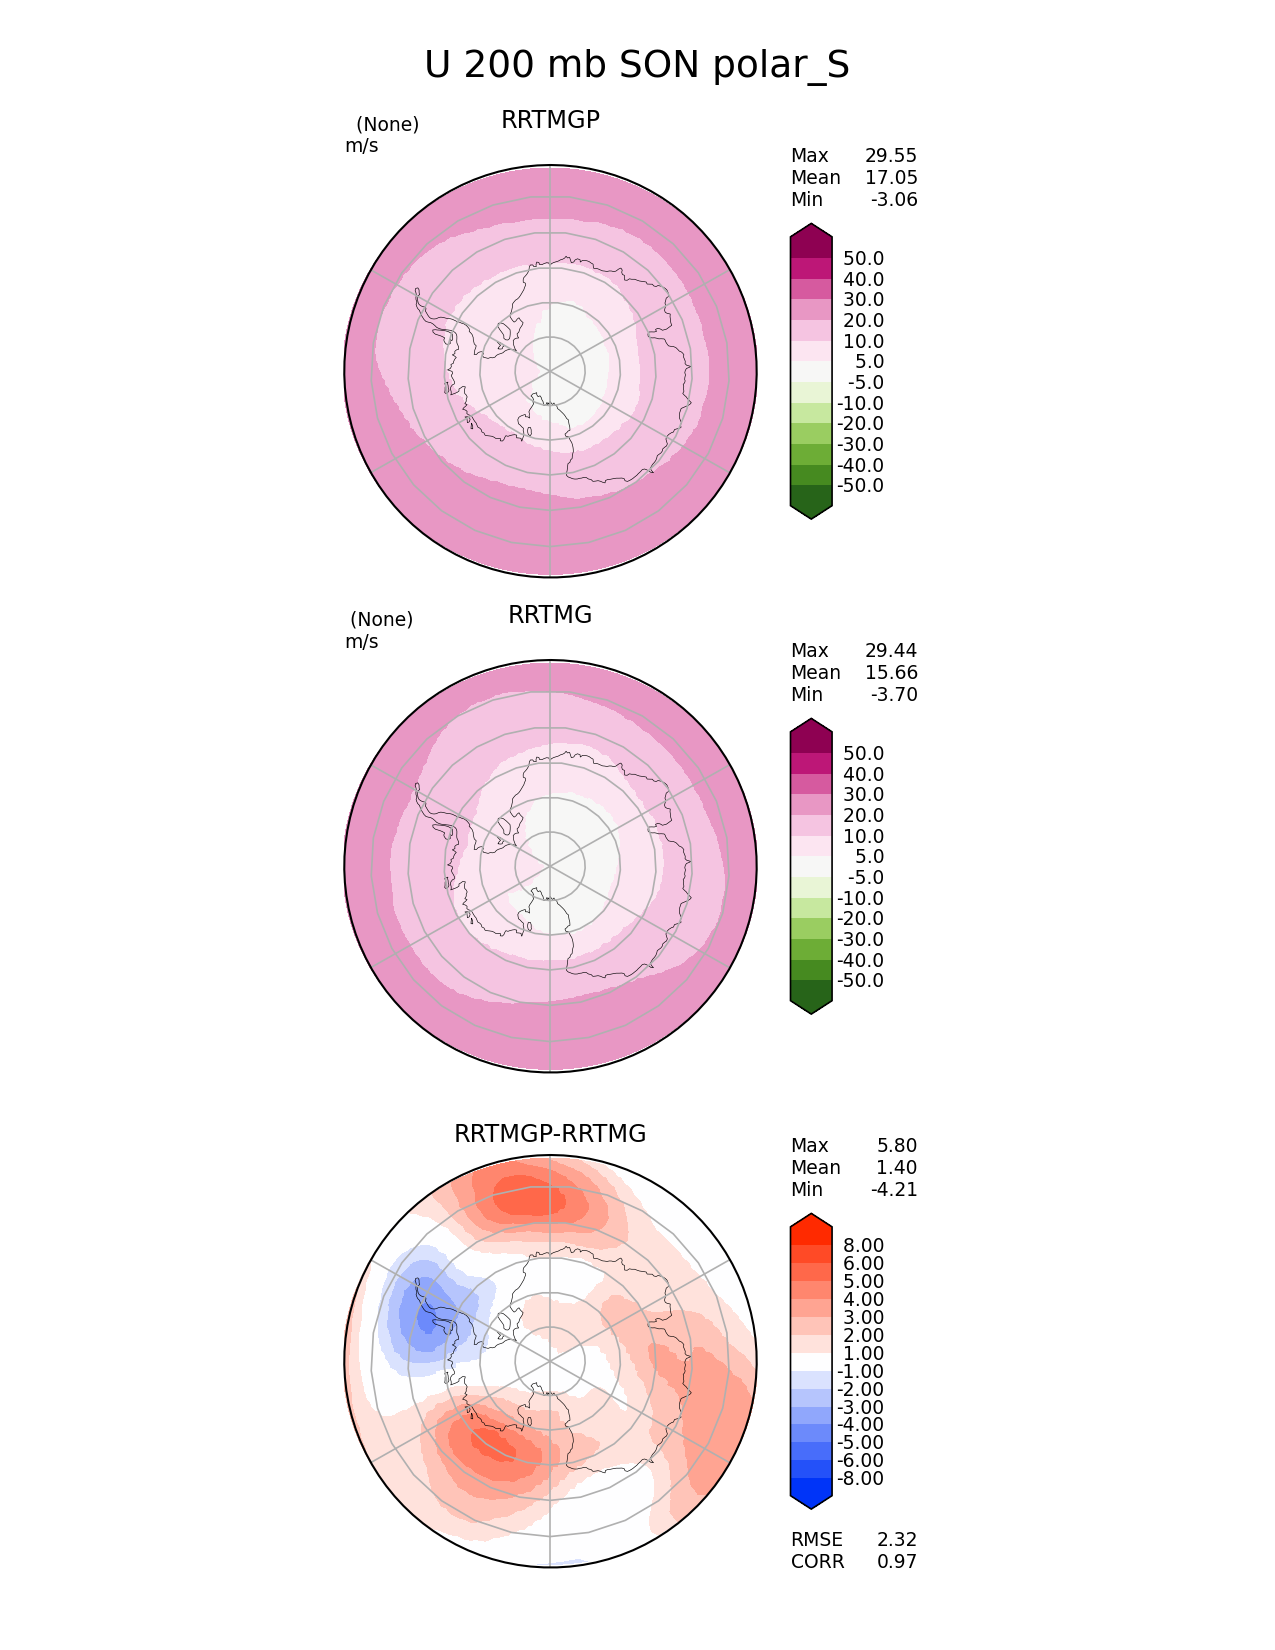 U 200 mb SON polar_S
(None)
RRTMGP
m/s
Max 29.55
Mean 17.05
Min -3.06
50.0
40.0
30.0
20.0
10.0
5.0
-5.0
-10.0
-20.0
-30.0
-40.0
-50.0
(None)
RRTMG
m/s
Max 29.44
Mean 15.66
Min -3.70
50.0
40.0
30.0
20.0
10.0
5.0
-5.0
-10.0
-20.0
-30.0
-40.0
-50.0
RRTMGP-RRTMG
Max 5.80
Mean 1.40
Min -4.21
8.00
6.00
5.00
4.00
3.00
2.00
1.00
-1.00
-2.00
-3.00
-4.00
-5.00
-6.00
-8.00
RMSE 2.32
CORR 0.97